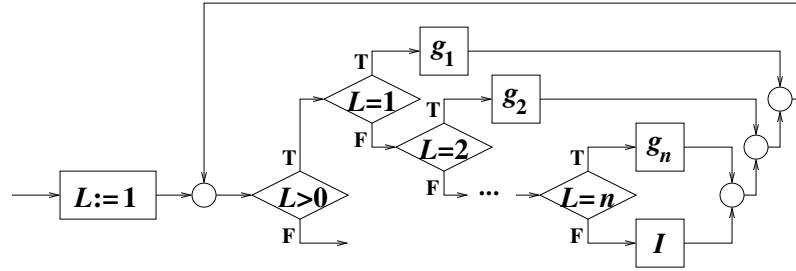 T g₁
L=1
T g₂
F
L=2
T gₙ
T
F ...
L:=1
L>0
L=n
F
F I